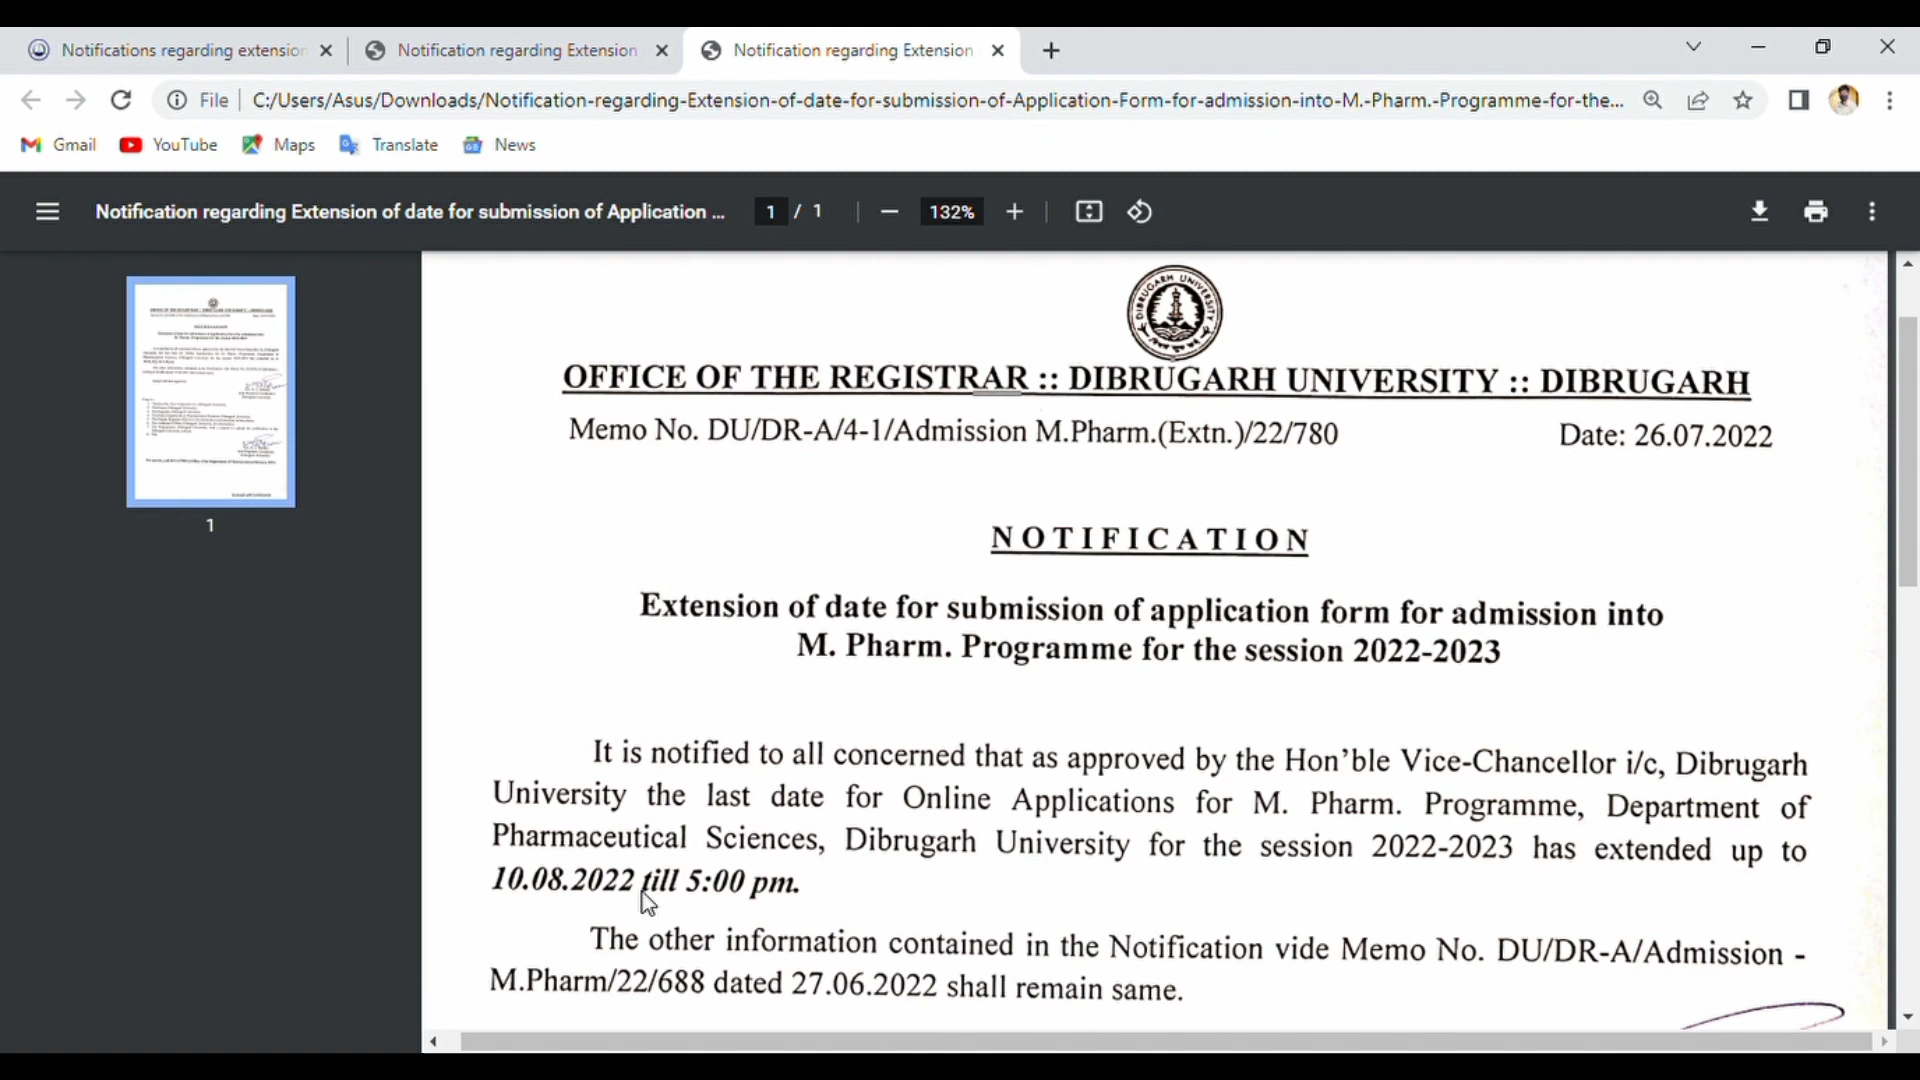 Notifications regarding extension
Notification regarding Extension
Notification regarding Extension
File
C:/Users/Asus/Downloads/Notification-regarding-Extension-of-date-for-submission-of-Application-Form-for-admission-into-M.-Pharm.-Programme-for-the...
Gmail
YouTube
Maps
Translate
News
Notification regarding Extension of date for submission of Application ...
1 / 1
132%
1
DIBRUGARH UNIVERSITY
OFFICE OF THE REGISTRAR :: DIBRUGARH UNIVERSITY :: DIBRUGARH
Memo No. DU/DR-A/4-1/Admission M.Pharm.(Extn.)/22/780 Date: 26.07.2022
NOTIFICATION
Extension of date for submission of application form for admission into
M. Pharm. Programme for the session 2022-2023
It is notified to all concerned that as approved by the Hon'ble Vice-Chancellor i/c, Dibrugarh
University the last date for Online Applications for M. Pharm. Programme, Department of
Pharmaceutical Sciences, Dibrugarh University for the session 2022-2023 has extended up to
10.08.2022 till 5:00 pm.
The other information contained in the Notification vide Memo No. DU/DR-A/Admission -
M.Pharm/22/688 dated 27.06.2022 shall remain same.